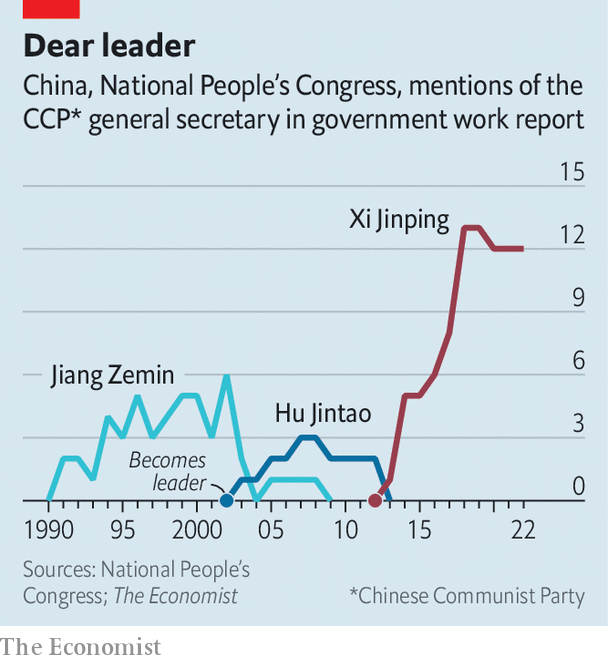 Dear leader
China, National People's Congress, mentions of the
CCP* general secretary in government work report
15
Xi Jinping
12
9
6
Jiang Zemin
Hu Jintao
3
Becomes
leader
0
1990 95 2000 05 10 15 22
Sources: National People's
Congress; The Economist
*Chinese Communist Party
The Economist